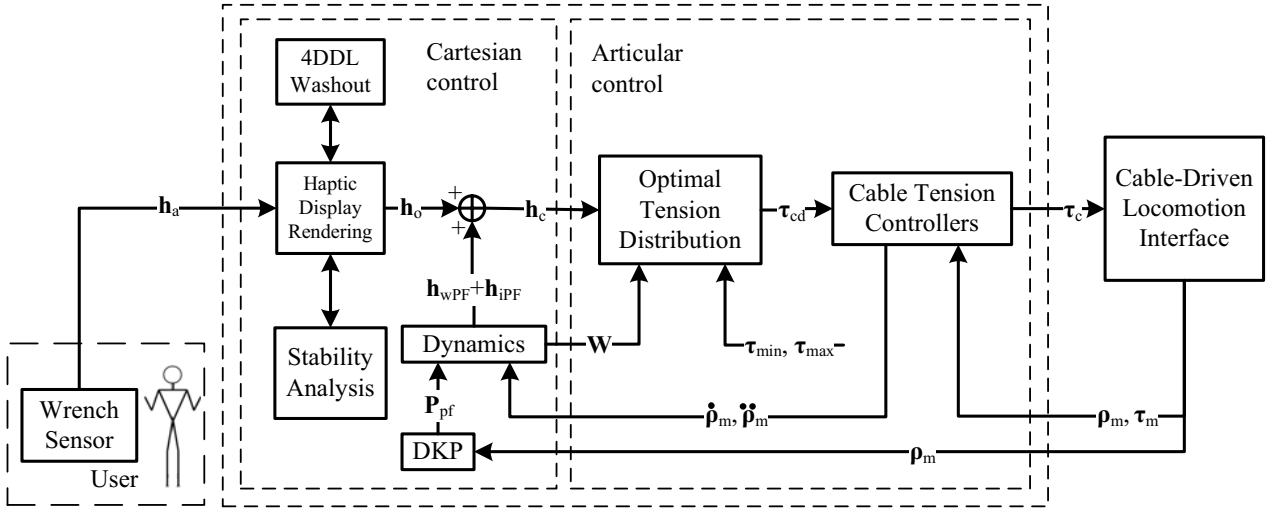 4DDL
Washout
Cartesian
control
Articular
control
Haptic
Display
Rendering
Optimal
Tension
Distribution
Cable Tension
Controllers
Cable-Driven
Locomotion
Interface
hₐ
hₒ
+
+
h_c
τ_cd
τ_c
h_wPF+h_iPF
Stability
Analysis
Dynamics
W
τ_min, τ_max
Wrench
Sensor
User
P_pf
ρ̇_m, ρ̈_m
ρ_m, τ_m
DKP
ρ_m